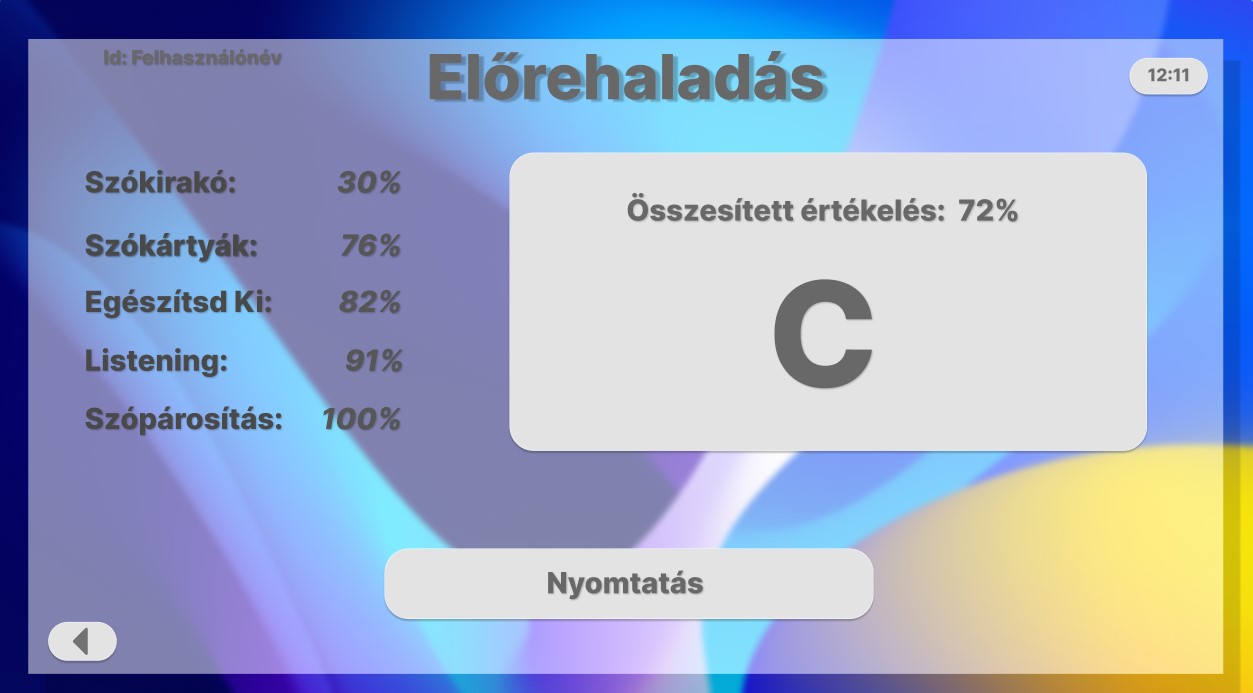 Id: Felhasználónév
Előrehaladás
12:11
Szókirakó: 30%
Szókártyák: 76%
Egészítsd Ki: 82%
Listening: 91%
Szópárosítás: 100%
Összesített értékelés: 72%
C
Nyomtatás